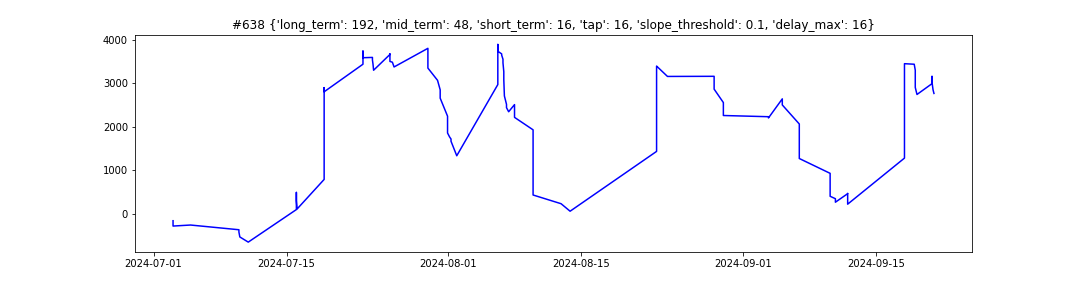 #638 {'long_term': 192, 'mid_term': 48, 'short_term': 16, 'tap': 16, 'slope_threshold': 0.1, 'delay_max': 16}
4000
3000
2000
1000
0
2024-07-01 2024-07-15 2024-08-01 2024-08-15 2024-09-01 2024-09-15